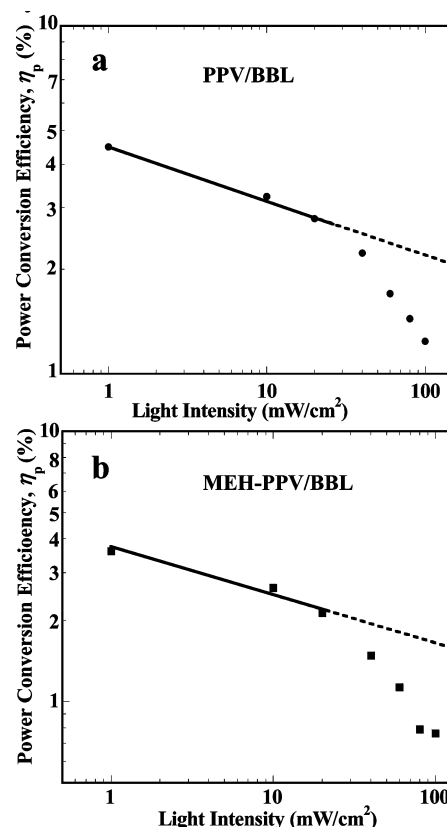 10
a
PPV/BBL
7
5
4
3
2
1
Power Conversion Efficiency, ηp (%)
1
10
100
Light Intensity (mW/cm²)
10
b
MEH-PPV/BBL
8
6
5
4
3
2
1
Power Conversion Efficioency, ηp (%)
1
10
100
Light Intensity (mW/cm²)